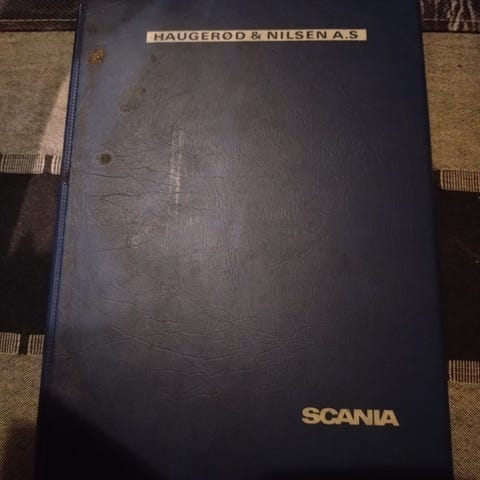 HAUGERØD & NILSEN A.S
SCANIA